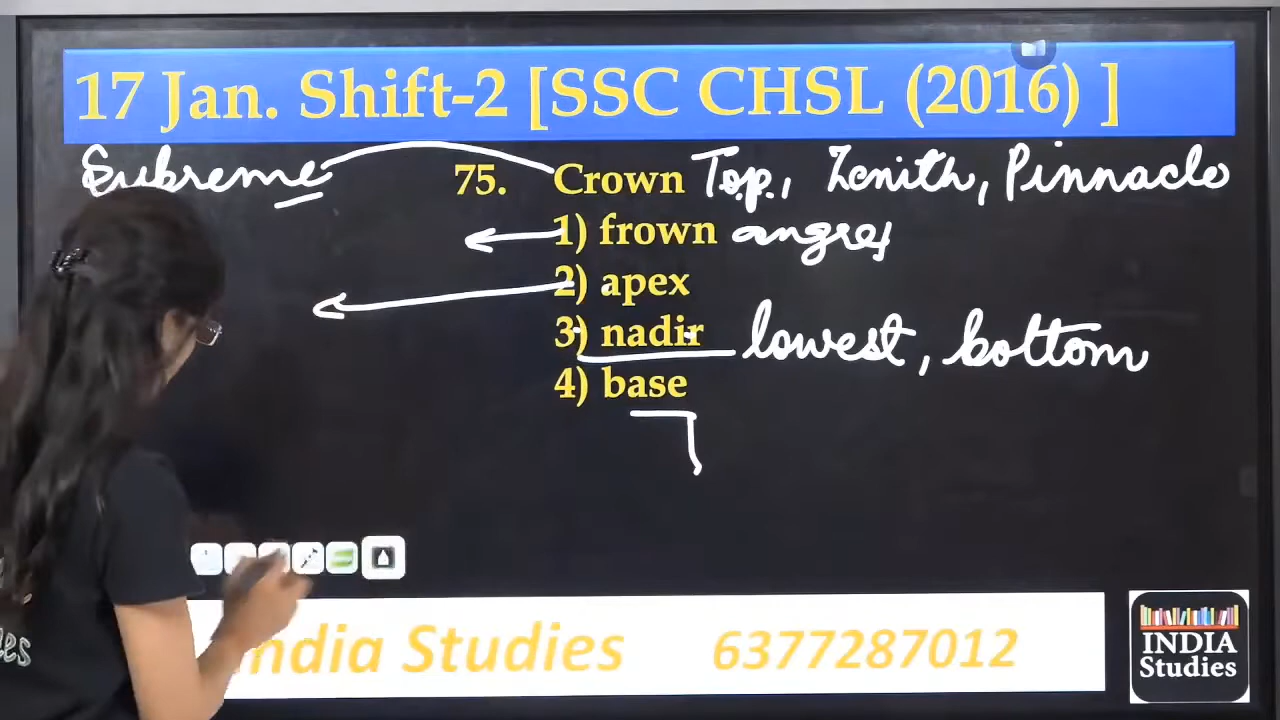 17 Jan. Shift-2 [SSC CHSL (2016) ]
Subreme 75. Crown Top, Zenith, Pinnacle
1) frown angrey
2) apex
3) nadir lowest, bottom
4) base
India Studies 6377287012
INDIA
Studies